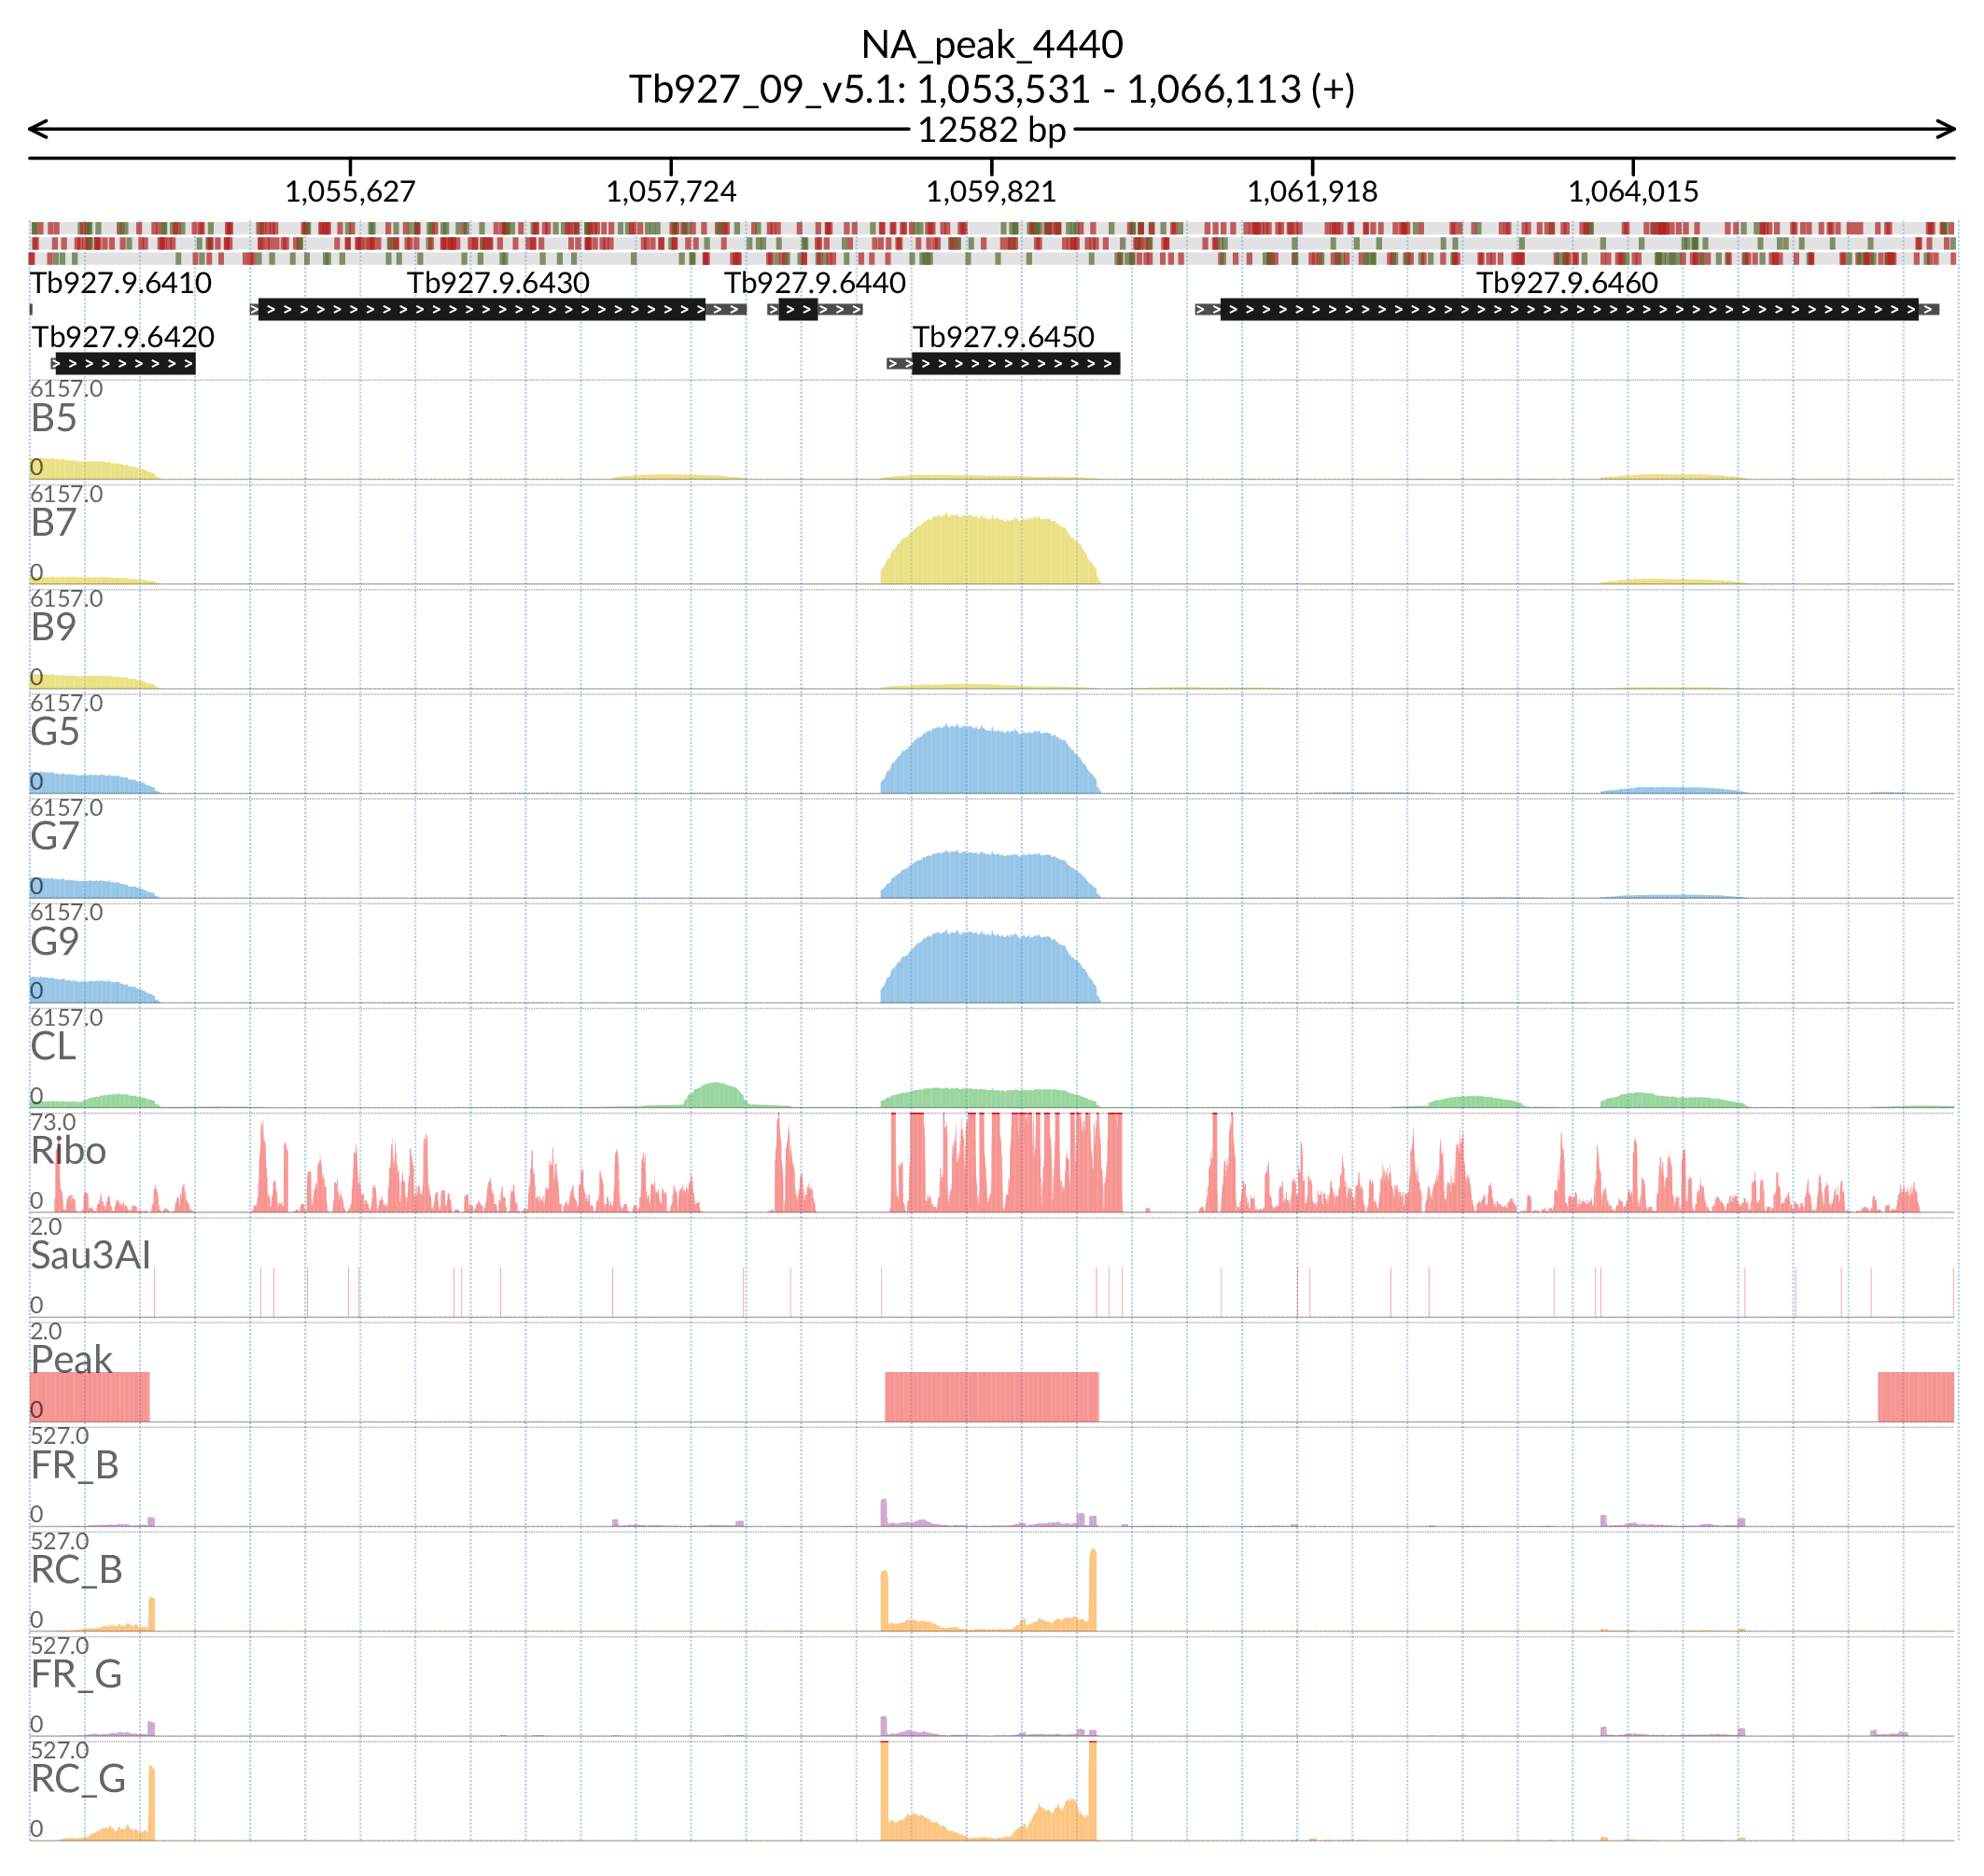 NA_peak_4440
Tb927_09_v5.1: 1,053,531 - 1,066,113 (+)
12582 bp
1,055,627 1,057,724 1,059,821 1,061,918 1,064,015
Tb927.9.6410 Tb927.9.6430 Tb927.9.6440 Tb927.9.6460
Tb927.9.6420 Tb927.9.6450
6157.0
B5
0
6157.0
B7
0
6157.0
B9
0
6157.0
G5
0
6157.0
G7
0
6157.0
G9
0
6157.0
CL
0
73.0
Ribo
0
2.0
Sau3AI
0
2.0
Peak
0
527.0
FR_B
0
527.0
RC_B
0
527.0
FR_G
0
527.0
RC_G
0